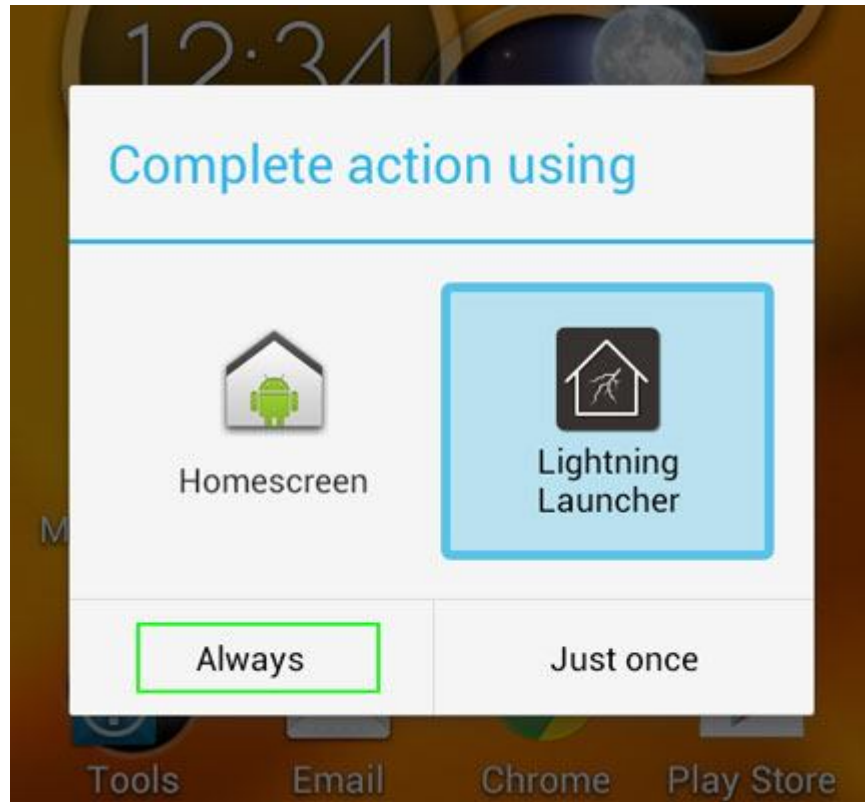 12:34
Complete action using
Homescreen
Lightning
Launcher
M
Always
Just once
Tools
Email
Chrome
Play Store